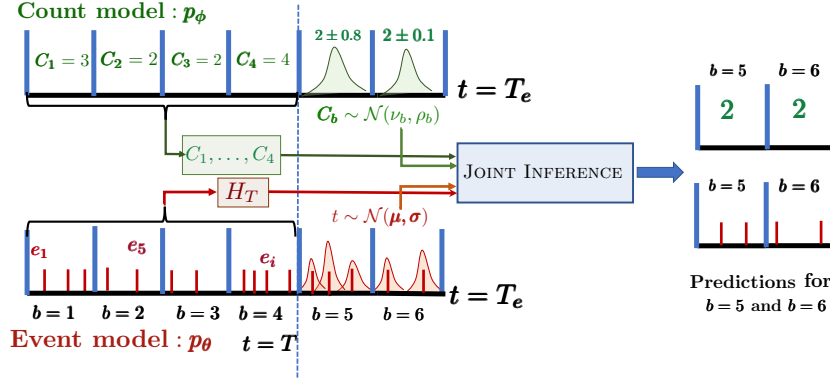 Count model : p_ϕ
C_1 = 3
C_2 = 2
C_3 = 2
C_4 = 4
2 ± 0.8
2 ± 0.1
t = T_e
C_b ∼ N(ν_b, ρ_b)
C_1, . . . , C_4
H_T
t ∼ N(μ, σ)
Joint Inference
b = 5
b = 6
2
2
b = 5
b = 6
Predictions for
b = 5 and b = 6
e_1
e_5
e_i
t = T_e
b = 1
b = 2
b = 3
b = 4
b = 5
b = 6
Event model : p_θ
t = T